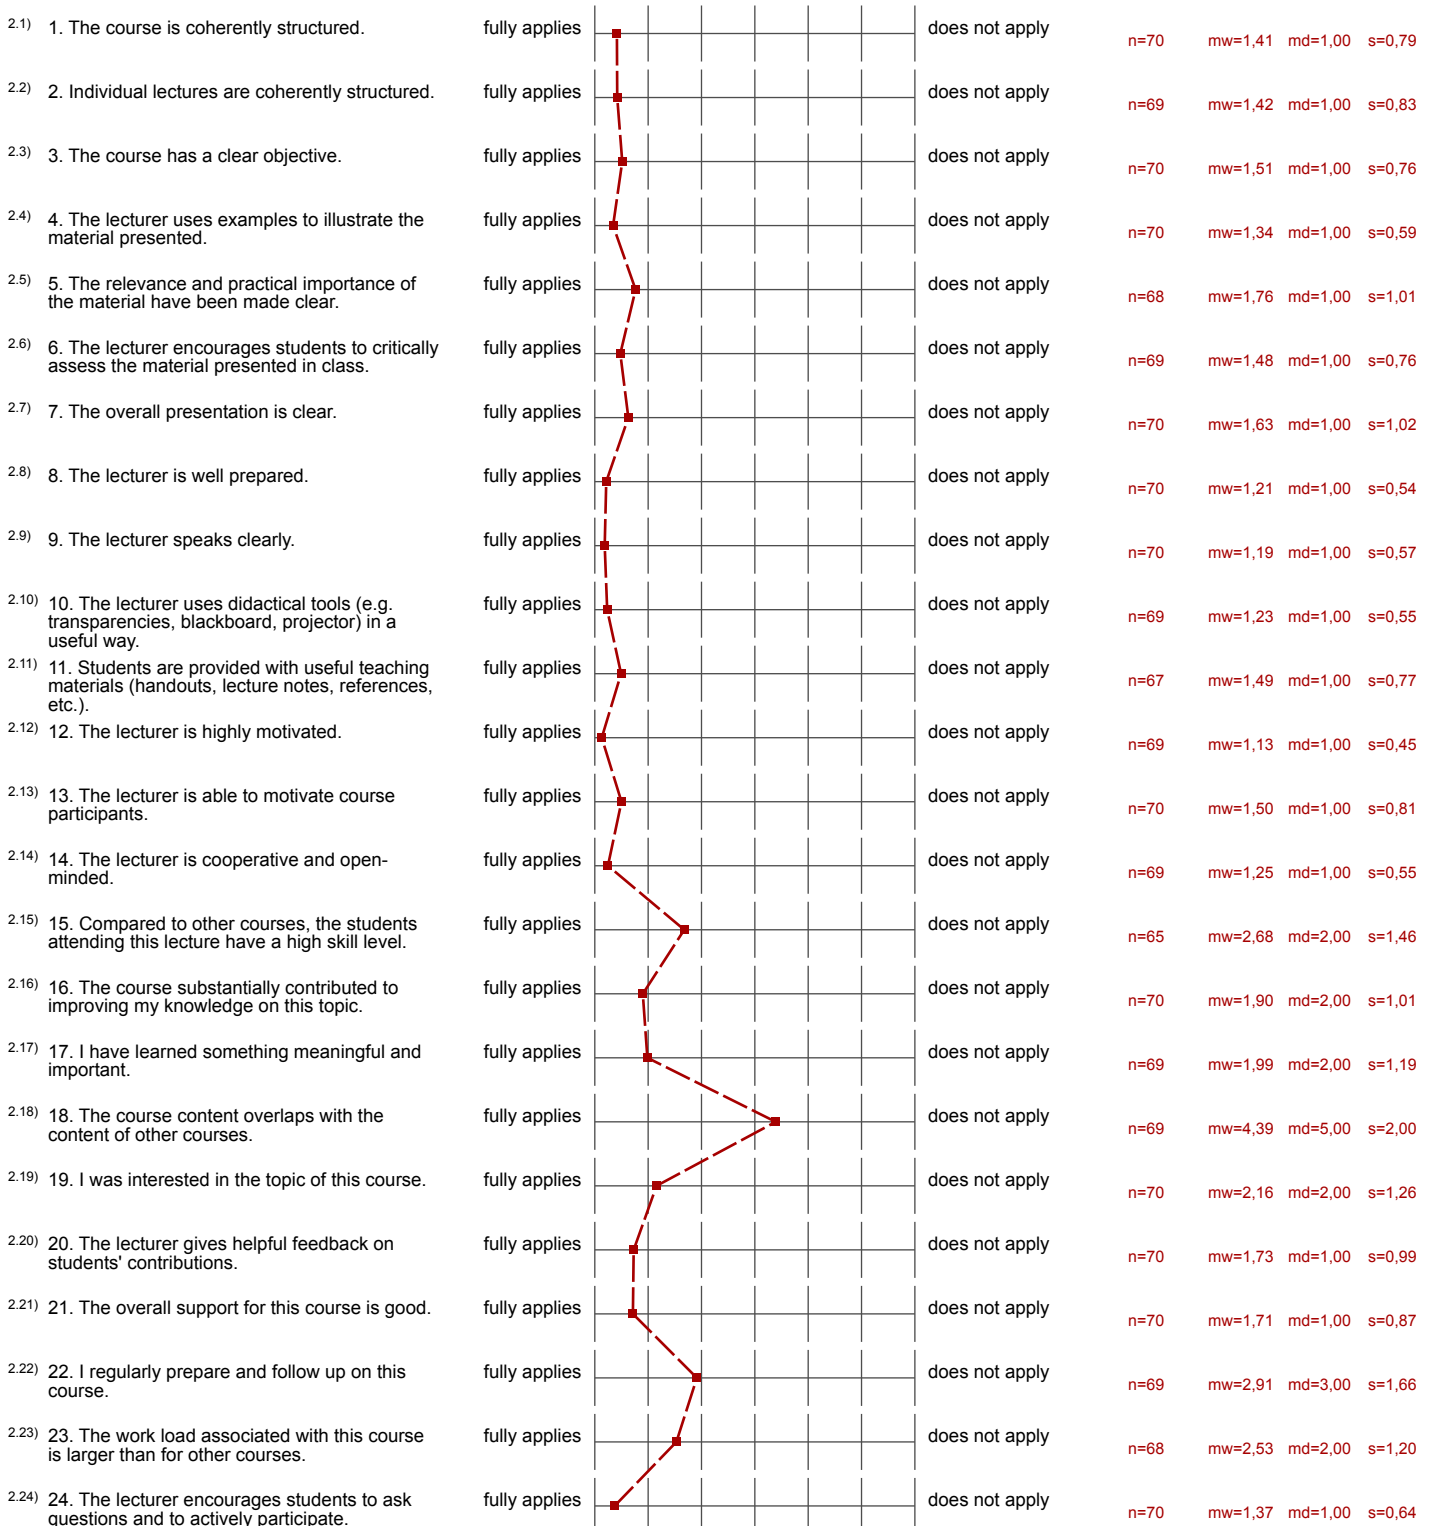 2.1) 1. The course is coherently structured. fully applies does not apply n=70 mw=1,41 md=1,00 s=0,79
2.2) 2. Individual lectures are coherently structured. fully applies does not apply n=69 mw=1,42 md=1,00 s=0,83
2.3) 3. The course has a clear objective. fully applies does not apply n=70 mw=1,51 md=1,00 s=0,76
2.4) 4. The lecturer uses examples to illustrate the fully applies does not apply
material presented. n=70 mw=1,34 md=1,00 s=0,59
2.5) 5. The relevance and practical importance of fully applies does not apply
the material have been made clear. n=68 mw=1,76 md=1,00 s=1,01
2.6) 6. The lecturer encourages students to critically fully applies does not apply
assess the material presented in class. n=69 mw=1,48 md=1,00 s=0,76
2.7) 7. The overall presentation is clear. fully applies does not apply n=70 mw=1,63 md=1,00 s=1,02
2.8) 8. The lecturer is well prepared. fully applies does not apply n=70 mw=1,21 md=1,00 s=0,54
2.9) 9. The lecturer speaks clearly. fully applies does not apply n=70 mw=1,19 md=1,00 s=0,57
2.10) 10. The lecturer uses didactical tools (e.g. fully applies does not apply
transparencies, blackboard, projector) in a n=69 mw=1,23 md=1,00 s=0,55
useful way.
2.11) 11. Students are provided with useful teaching fully applies does not apply
materials (handouts, lecture notes, references, n=67 mw=1,49 md=1,00 s=0,77
etc.).
2.12) 12. The lecturer is highly motivated. fully applies does not apply n=69 mw=1,13 md=1,00 s=0,45
2.13) 13. The lecturer is able to motivate course fully applies does not apply
participants. n=70 mw=1,50 md=1,00 s=0,81
2.14) 14. The lecturer is cooperative and open- fully applies does not apply
minded. n=69 mw=1,25 md=1,00 s=0,55
2.15) 15. Compared to other courses, the students fully applies does not apply
attending this lecture have a high skill level. n=65 mw=2,68 md=2,00 s=1,46
2.16) 16. The course substantially contributed to fully applies does not apply
improving my knowledge on this topic. n=70 mw=1,90 md=2,00 s=1,01
2.17) 17. I have learned something meaningful and fully applies does not apply
important. n=69 mw=1,99 md=2,00 s=1,19
2.18) 18. The course content overlaps with the fully applies does not apply
content of other courses. n=69 mw=4,39 md=5,00 s=2,00
2.19) 19. I was interested in the topic of this course. fully applies does not apply n=70 mw=2,16 md=2,00 s=1,26
2.20) 20. The lecturer gives helpful feedback on fully applies does not apply
students' contributions. n=70 mw=1,73 md=1,00 s=0,99
2.21) 21. The overall support for this course is good. fully applies does not apply n=70 mw=1,71 md=1,00 s=0,87
2.22) 22. I regularly prepare and follow up on this fully applies does not apply
course. n=69 mw=2,91 md=3,00 s=1,66
2.23) 23. The work load associated with this course fully applies does not apply
is larger than for other courses. n=68 mw=2,53 md=2,00 s=1,20
2.24) 24. The lecturer encourages students to ask fully applies does not apply
questions and to actively participate. n=70 mw=1,37 md=1,00 s=0,64